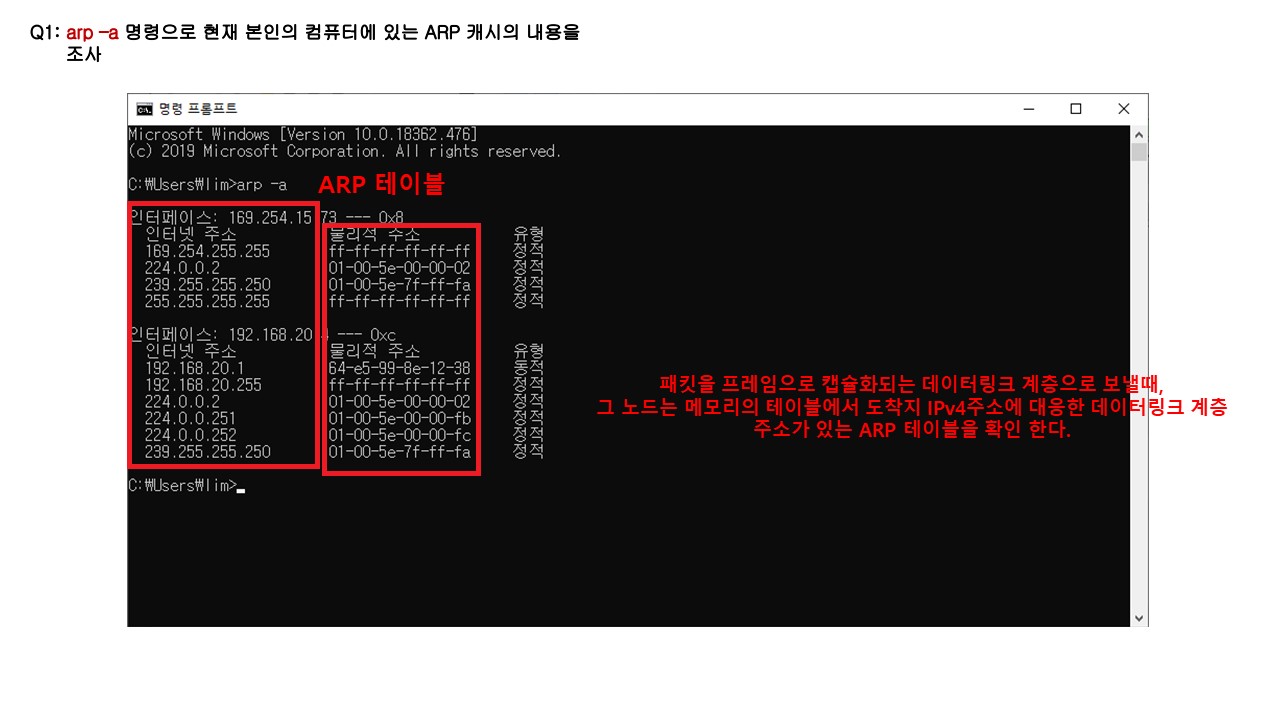 Q1: arp –a 명령으로 현재 본인의 컴퓨터에 있는 ARP 캐시의 내용을
조사
명령 프롬프트
Microsoft Windows [Version 10.0.18362.476]
(c) 2019 Microsoft Corporation. All rights reserved.
C:₩Users₩lim>arp -a
ARP 테이블
인터페이스: 169.254.15.73 --- 0x8
인터넷 주소 물리적 주소 유형
169.254.255.255 ff-ff-ff-ff-ff-ff 정적
224.0.0.2 01-00-5e-00-00-02 정적
239.255.255.250 01-00-5e-7f-ff-fa 정적
255.255.255.255 ff-ff-ff-ff-ff-ff 정적
인터페이스: 192.168.20.4 --- 0xc
인터넷 주소 물리적 주소 유형
192.168.20.1 64-e5-99-8e-12-38 동적
192.168.20.255 ff-ff-ff-ff-ff-ff 정적
224.0.0.2 01-00-5e-00-00-02 정적
224.0.0.251 01-00-5e-00-00-fb 정적
224.0.0.252 01-00-5e-00-00-fc 정적
239.255.255.250 01-00-5e-7f-ff-fa 정적
패킷을 프레임으로 캡슐화되는 데이터링크 계층으로 보낼때,
그 노드는 메모리의 테이블에서 도착지 IPv4주소에 대응한 데이터링크 계층
주소가 있는 ARP 테이블을 확인 한다.
C:₩Users₩lim>